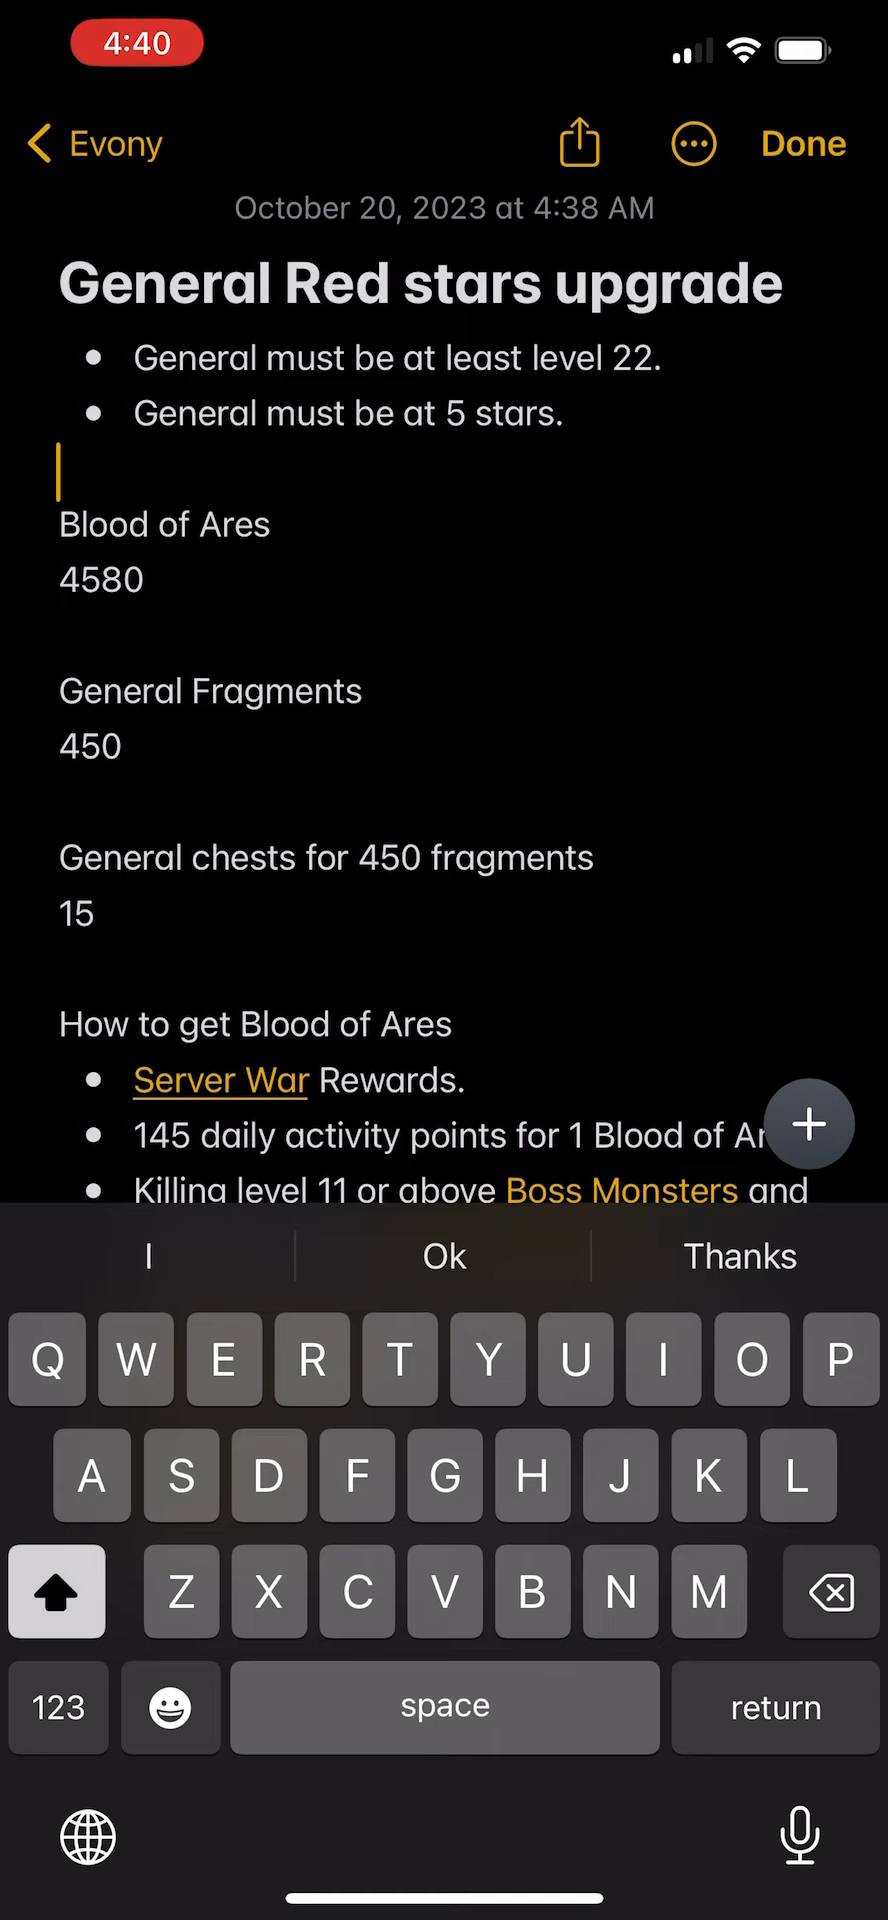 4:40
Evony
Done
October 20, 2023 at 4:38 AM
General Red stars upgrade
• General must be at least level 22.
• General must be at 5 stars.
Blood of Ares
4580
General Fragments
450
General chests for 450 fragments
15
How to get Blood of Ares
• Server War Rewards.
• 145 daily activity points for 1 Blood of
• Killing level 11 or above Boss Monsters and
I Ok Thanks
Q W E R T Y U I O P
A S D F G H J K L
Z X C V B N M
123 space return